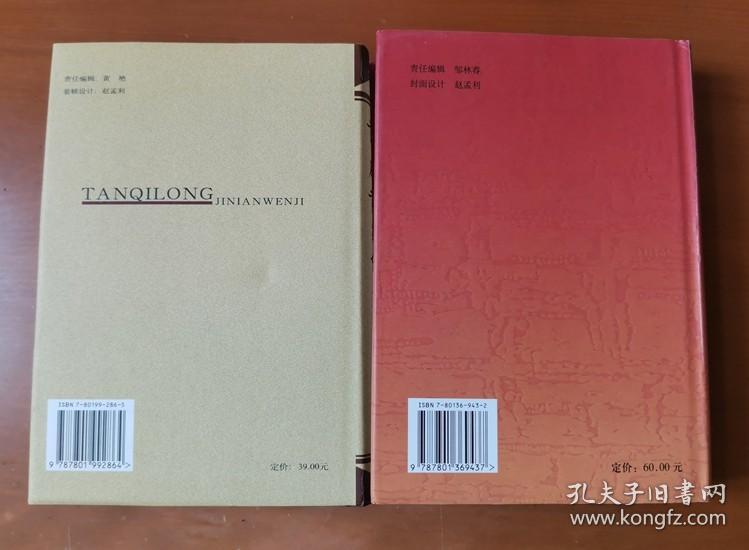 责任编辑:黄 艳
装帧设计:赵孟利
TANQILONG
JINIANWENJI
ISBN 7-80199-286-5
9 787801 992864 >
定价: 39.00元
责任编辑 邹林春
封面设计 赵孟利
ISBN 7-80136-943-2
9 787801 369437 >
定价: 60.00 元
孔夫子旧書网
www.kongfz.com